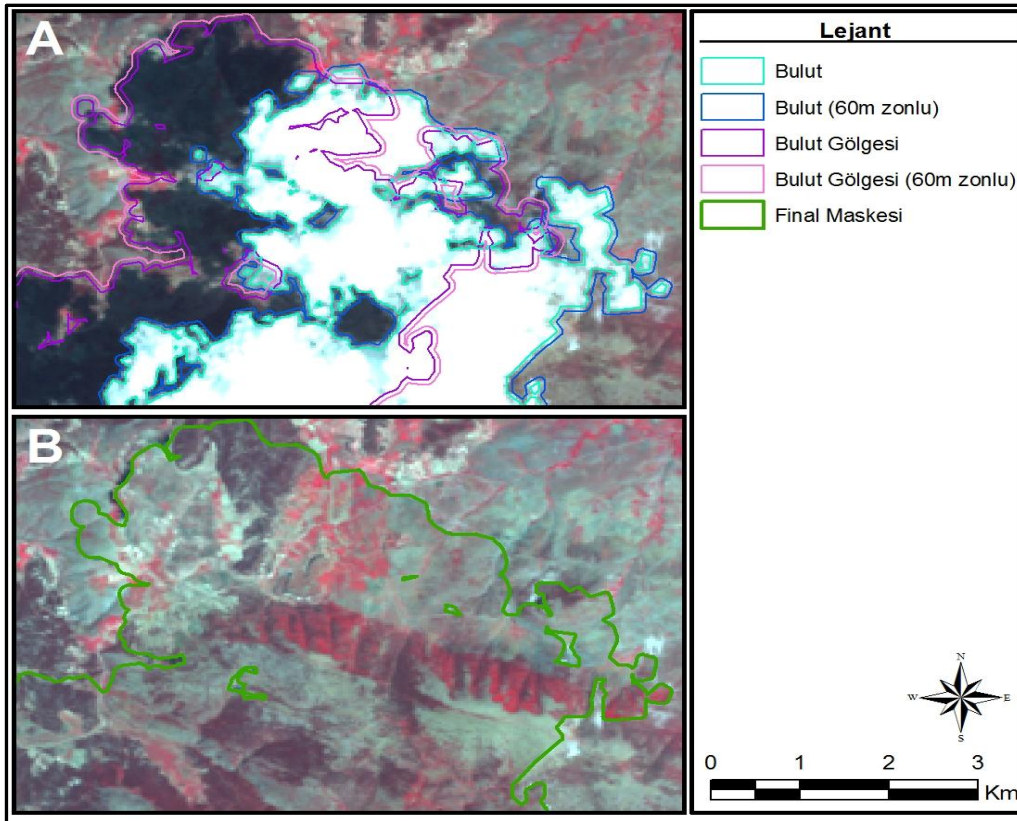 A
B
Lejant
Bulut
Bulut (60m zonlu)
Bulut Gölgesi
Bulut Gölgesi (60m zonlu)
Final Maskesi
N
W
E
S
0 1 2 3
Km